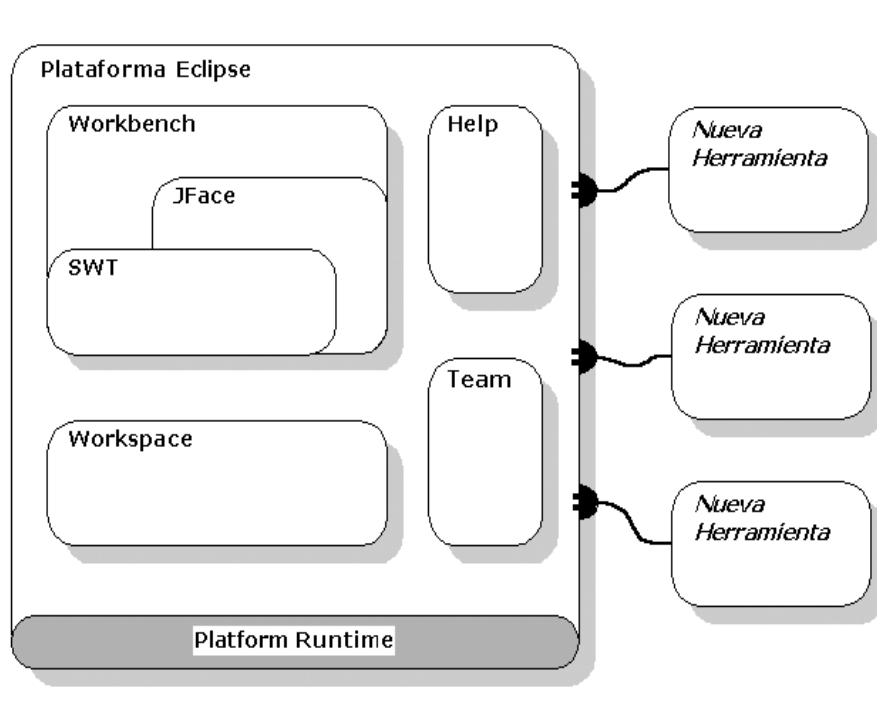 Plataforma Eclipse
Workbench
JFace
SWT
Workspace
Help
Team
Platform Runtime
Nueva
Herramienta
Nueva
Herramienta
Nueva
Herramienta